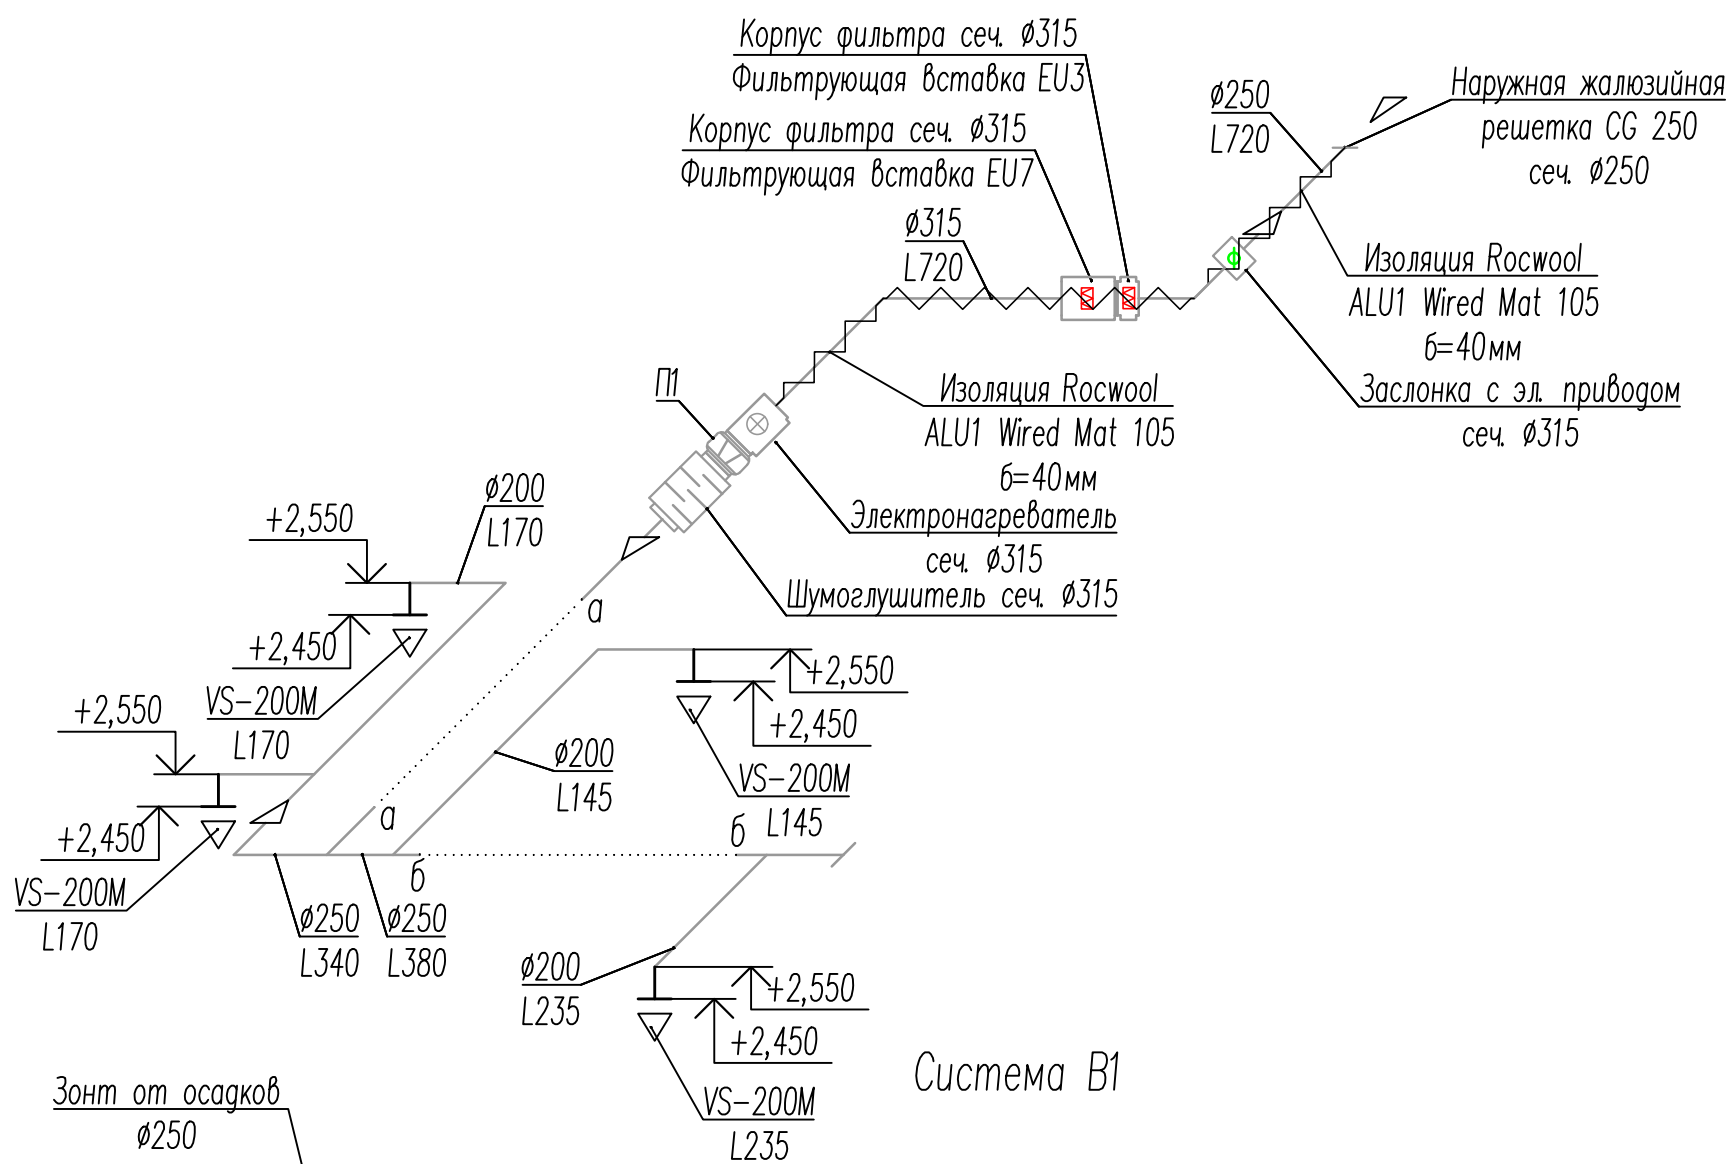 Корпус фильтра сеч. Ø315
Фильтрующая вставка EU3
Корпус фильтра сеч. Ø315
Фильтрующая вставка EU7
Ø250
L720
Наружная жалюзийная
решетка CG 250
сеч. Ø250
Ø315
L720
Изоляция Rocwool
ALU1 Wired Mat 105
б=40мм
Заслонка с эл. приводом
сеч. Ø315
П1
Изоляция Rocwool
ALU1 Wired Mat 105
б=40мм
Электронагреватель
сеч. Ø315
Шумоглушитель сеч. Ø315
Ø200
L170
+2,550
+2,450
VS-200М
L170
+2,550
+2,450
VS-200М
L170
а
а
+2,550
+2,450
VS-200М
L145
Ø200
L145
б
б
Ø250
L340
Ø250
L380
Ø200
L235
+2,550
+2,450
VS-200М
L235
Система В1
Зонт от осадков
Ø250